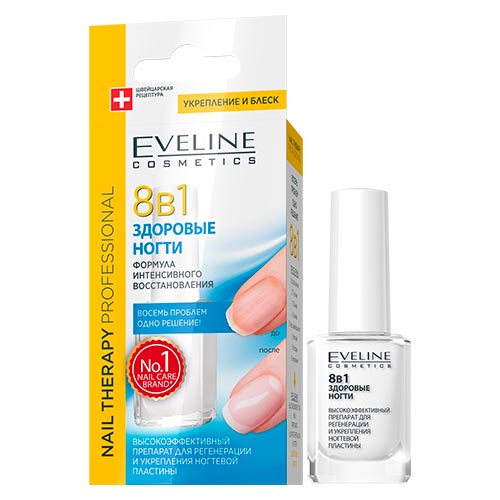 ШВЕЙЦАРСКАЯ
РЕЦЕПТУРА
УКРЕПЛЕНИЕ И БЛЕСК
EVELINE
COSMETICS
8в1
ЗДОРОВЫЕ
НОГТИ
ФОРМУЛА
ИНТЕНСИВНОГО
ВОССТАНОВЛЕНИЯ
ВОСЕМЬ ПРОБЛЕМ
ОДНО РЕШЕНИЕ!
до
после
No.1
NAIL CARE
BRAND*
ВЫСОКОЭФФЕКТИВНЫЙ
ПРЕПАРАТ ДЛЯ РЕГЕНЕРАЦИИ
И УКРЕПЛЕНИЯ НОГТЕВОЙ
ПЛАСТИНЫ
NAIL THERAPY PROFESSIONAL
8в1
EVELINE
COSMETICS
8в1
ЗДОРОВЫЕ
НОГТИ
ВЫСОКОЭФФЕКТИВНЫЙ
ПРЕПАРАТ ДЛЯ
РЕГЕНЕРАЦИИ
И УКРЕПЛЕНИЯ
НОГТЕВОЙ
ПЛАСТИНЫ